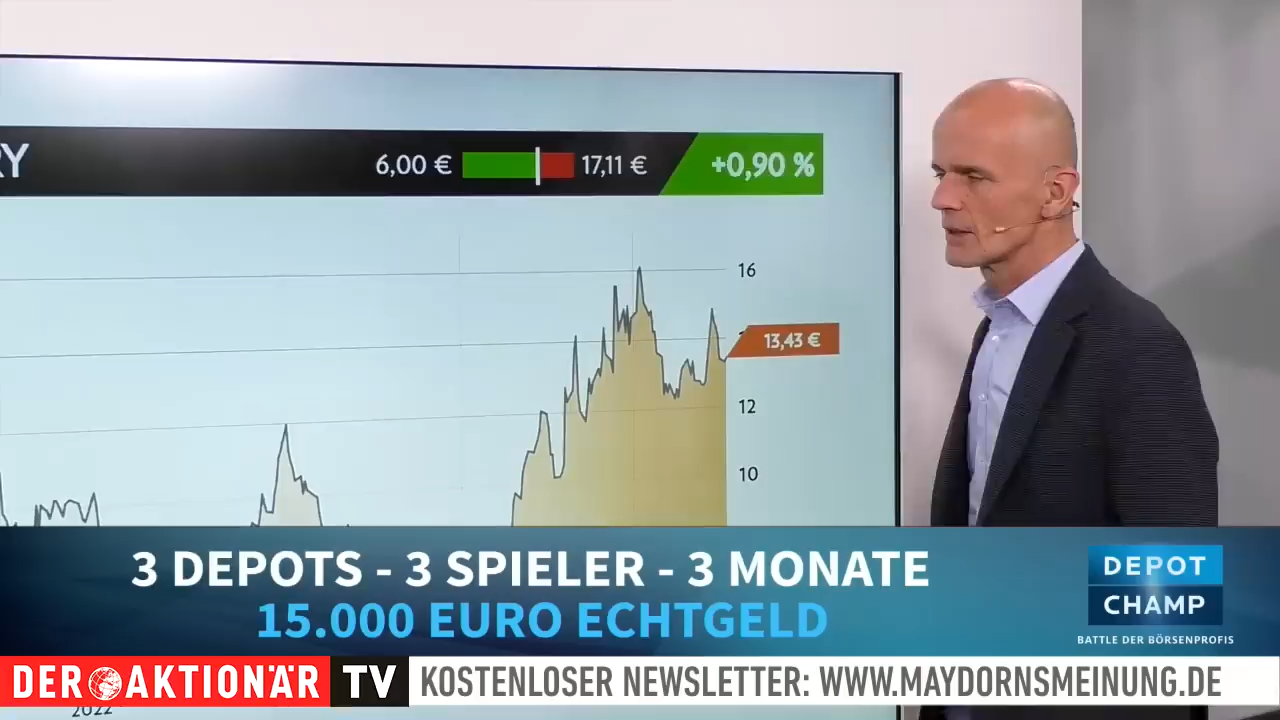 RY 6,00 € 17,11 € +0,90 %
16
13,43 €
12
10
3 DEPOTS - 3 SPIELER - 3 MONATE
15.000 EURO ECHTGELD
DEPOT
CHAMP
BATTLE DER BÖRSENPROFIS
DER AKTIONÄR TV KOSTENLOSER NEWSLETTER: WWW.MAYDORNSMEINUNG.DE
2022